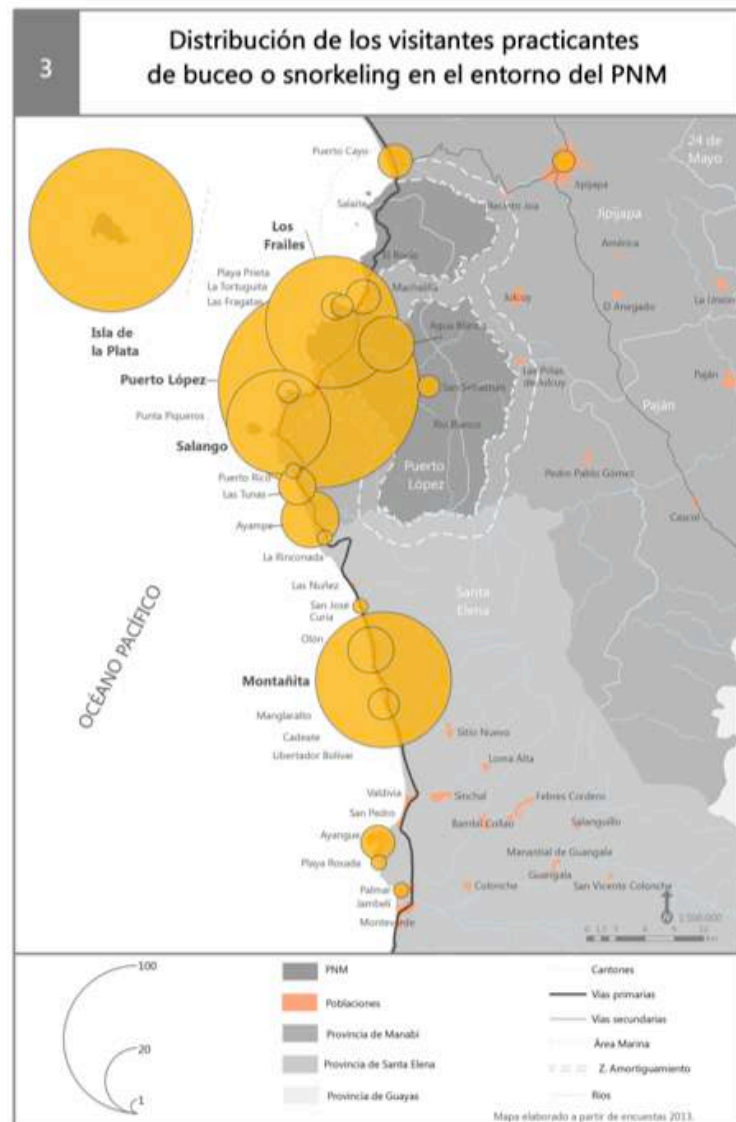 3
Distribución de los visitantes practicantes
de buceo o snorkeling en el entorno del PNM
24 de
Mayo
Puerto Cayo
Jipijapa
Recinto Joa
Jipijapa
Salaite
América
Los
Frailes
El Rocío
Playa Prieta
La Tortuguita
Las Fragatas
Machalilla
Julcuy
El Anegado
La Unión
Agua Blanca
Isla de
la Plata
Puerto López
San Sebastián
Las Pilas
de Julcuy
Paján
Paján
Punta Piqueros
Río Blanco
Salango
Puerto
López
Pedro Pablo Gómez
Puerto Rico
Las Tunas
Cascol
Ayampe
La Rinconada
Las Nuñez
Santa
Elena
San José
Curia
OCÉANO PACÍFICO
Olón
Montañita
Manglaralto
Cadeate
Libertador Bolívar
Sitio Nuevo
Loma Alta
Valdivia
Sinchal
Febres Cordero
San Pedro
Barcelona
Salanguillo
Ayangue
Manantial de Guangala
Playa Rosada
Guangala
Palmar
Colonche
San Vicente Colonche
Jambelí
Monteverde
N
1:500.000
100
20
1
PNM
Poblaciones
Provincia de Manabí
Provincia de Santa Elena
Provincia de Guayas
Cantones
Vías primarias
Vías secundarias
Área Marina
Z. Amortiguamiento
Ríos
Mapa elaborado a partir de encuestas 2013.